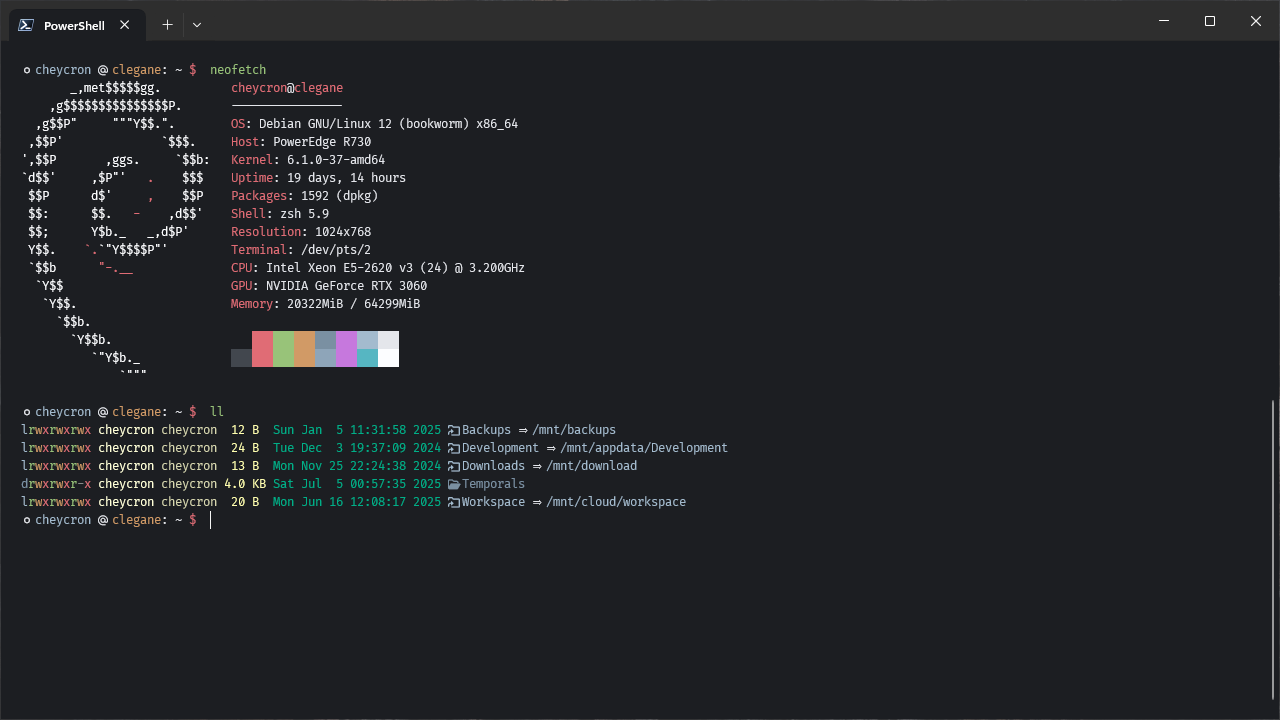 PowerShell
cheycron @ clegane: ~ $ neofetch
       _,met$$$$$gg.          cheycron@clegane
    ,g$$$$$$$$$$$$$$$P.       ----------------
  ,g$$P"     """Y$$.".        OS: Debian GNU/Linux 12 (bookworm) x86_64
 ,$$P'              `$$$.     Host: PowerEdge R730
',$$P       ,ggs.     `$$b:   Kernel: 6.1.0-37-amd64
`d$$'     ,$P"'   .    $$$    Uptime: 19 days, 14 hours
 $$P      d$'     ,    $$P    Packages: 1592 (dpkg)
 $$:      $$.   -    ,d$$'    Shell: zsh 5.9
 $$;      Y$b._   _,d$P'      Resolution: 1024x768
 Y$$.    `.`"Y$$$$P"'         Terminal: /dev/pts/2
 `$$b      "-.__              CPU: Intel Xeon E5-2620 v3 (24) @ 3.200GHz
  `Y$$                        GPU: NVIDIA GeForce RTX 3060
   `Y$$.                      Memory: 20322MiB / 64299MiB
     `$$b.
       `Y$$b.
          `"Y$b._
              `"""
cheycron @ clegane: ~ $ ll
lrwxrwxrwx cheycron cheycron  12 B  Sun Jan  5 11:31:58 2025 Backups ⇒ /mnt/backups
lrwxrwxrwx cheycron cheycron  24 B  Tue Dec  3 19:37:09 2024 Development ⇒ /mnt/appdata/Development
lrwxrwxrwx cheycron cheycron  13 B  Mon Nov 25 22:24:38 2024 Downloads ⇒ /mnt/download
drwxrwxr-x cheycron cheycron 4.0 KB Sat Jul  5 00:57:35 2025 Temporals
lrwxrwxrwx cheycron cheycron  20 B  Mon Jun 16 12:08:17 2025 Workspace ⇒ /mnt/cloud/workspace
cheycron @ clegane: ~ $